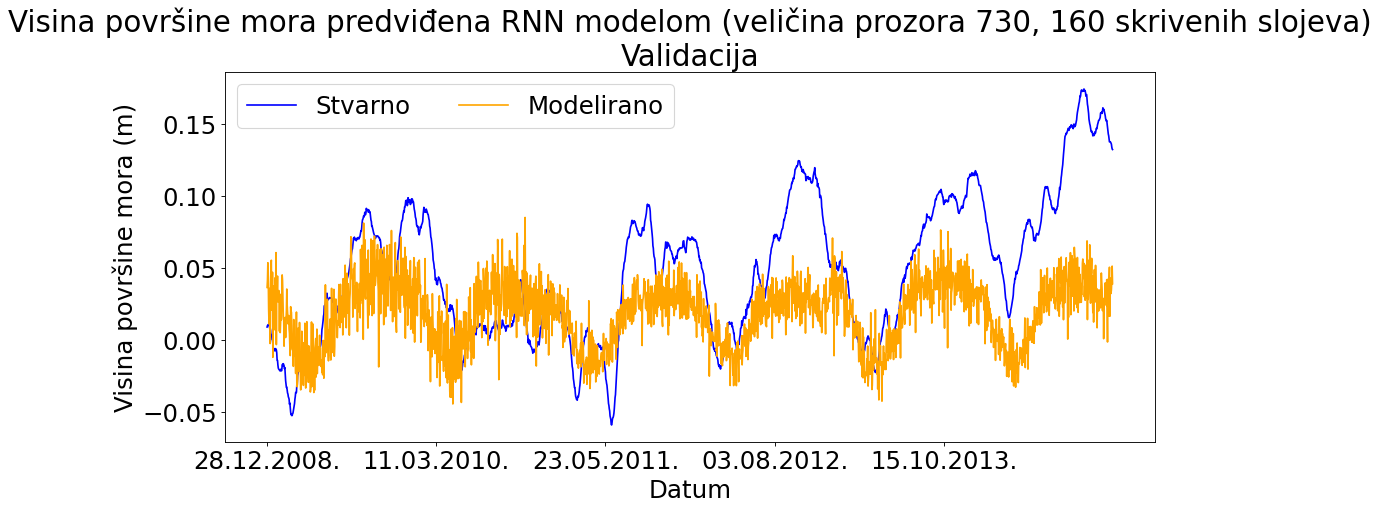 Visina površine mora predviđena RNN modelom (veličina prozora 730, 160 skrivenih slojeva)
Validacija
Stvarno
Modelirano
Visina površine mora (m)
0.15
0.10
0.05
0.00
−0.05
28.12.2008.
11.03.2010.
23.05.2011.
03.08.2012.
15.10.2013.
Datum